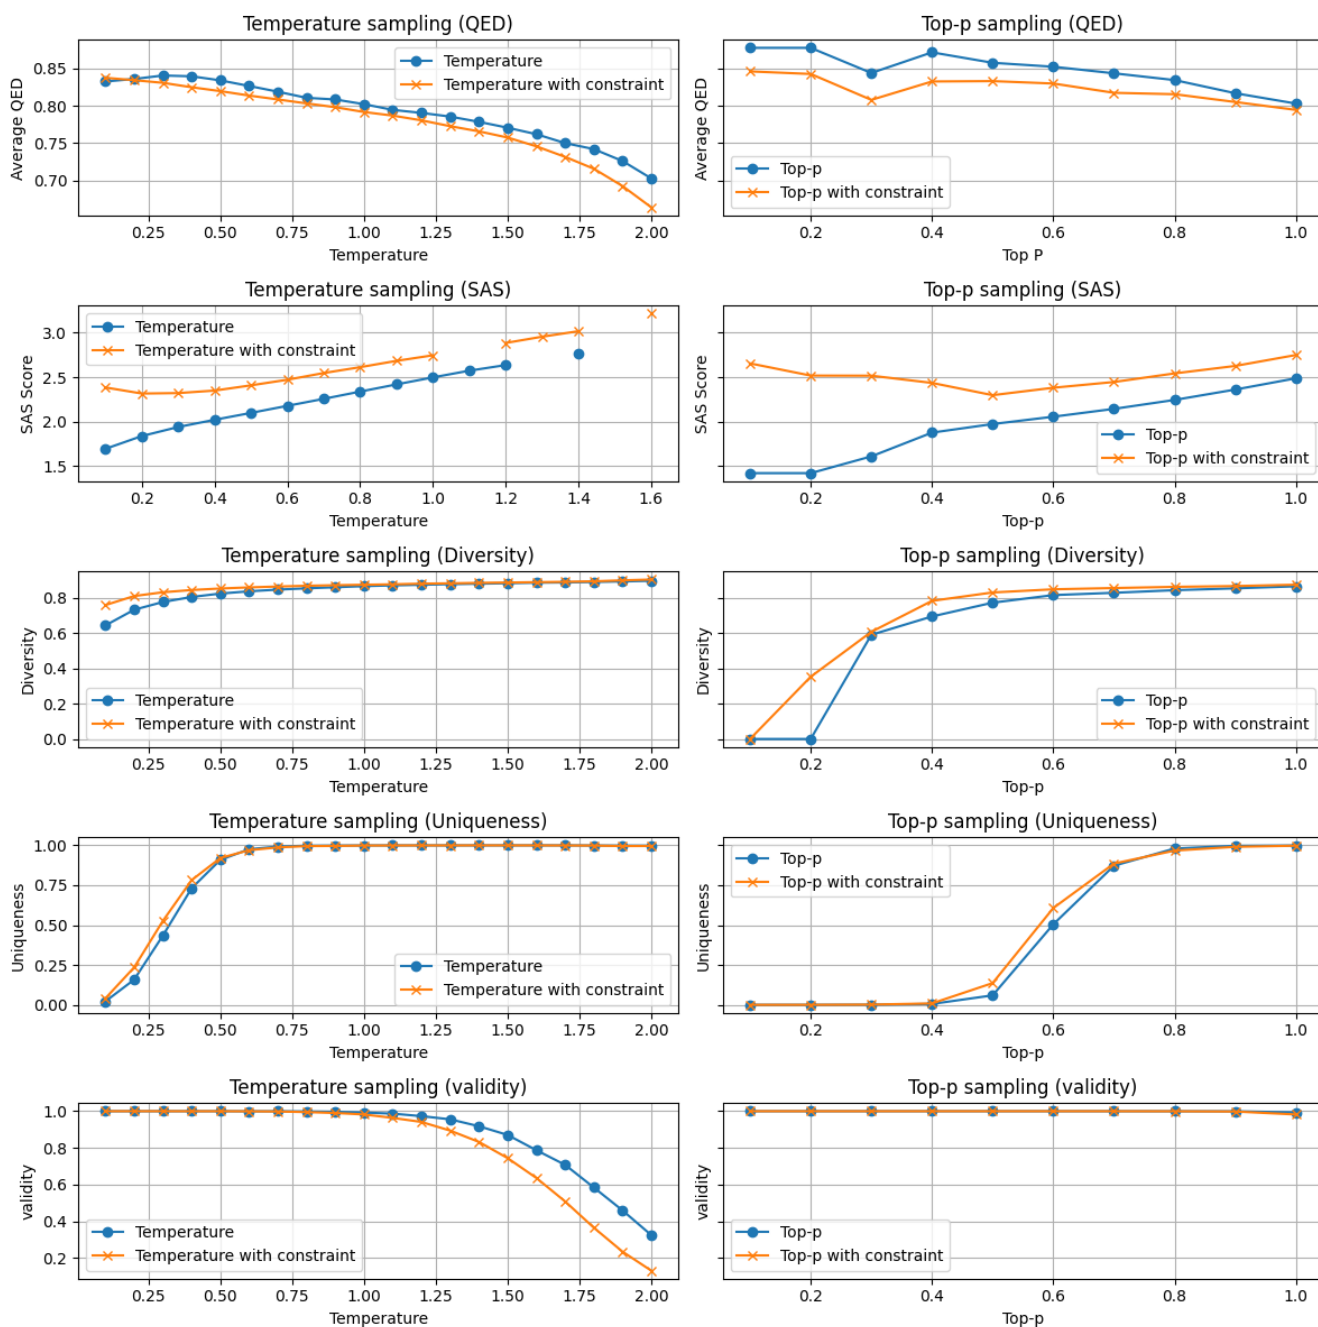 Temperature sampling (QED)
Average QED
0.85
0.80
0.75
0.70
Temperature
Temperature with constraint
0.25 0.50 0.75 1.00 1.25 1.50 1.75 2.00
Temperature
Top-p sampling (QED)
Average QED
Top-p
Top-p with constraint
0.2 0.4 0.6 0.8 1.0
Top P
Temperature sampling (SAS)
SAS Score
3.0
2.5
2.0
1.5
Temperature
Temperature with constraint
0.2 0.4 0.6 0.8 1.0 1.2 1.4 1.6
Temperature
Top-p sampling (SAS)
SAS Score
Top-p
Top-p with constraint
0.2 0.4 0.6 0.8 1.0
Top-p
Temperature sampling (Diversity)
Diversity
0.8
0.6
0.4
0.2
0.0
Temperature
Temperature with constraint
0.25 0.50 0.75 1.00 1.25 1.50 1.75 2.00
Temperature
Top-p sampling (Diversity)
Diversity
Top-p
Top-p with constraint
0.2 0.4 0.6 0.8 1.0
Top-p
Temperature sampling (Uniqueness)
Uniqueness
1.00
0.75
0.50
0.25
0.00
Temperature
Temperature with constraint
0.25 0.50 0.75 1.00 1.25 1.50 1.75 2.00
Temperature
Top-p sampling (Uniqueness)
Uniqueness
Top-p
Top-p with constraint
0.2 0.4 0.6 0.8 1.0
Top-p
Temperature sampling (validity)
validity
1.0
0.8
0.6
0.4
0.2
Temperature
Temperature with constraint
0.25 0.50 0.75 1.00 1.25 1.50 1.75 2.00
Temperature
Top-p sampling (validity)
validity
Top-p
Top-p with constraint
0.2 0.4 0.6 0.8 1.0
Top-p